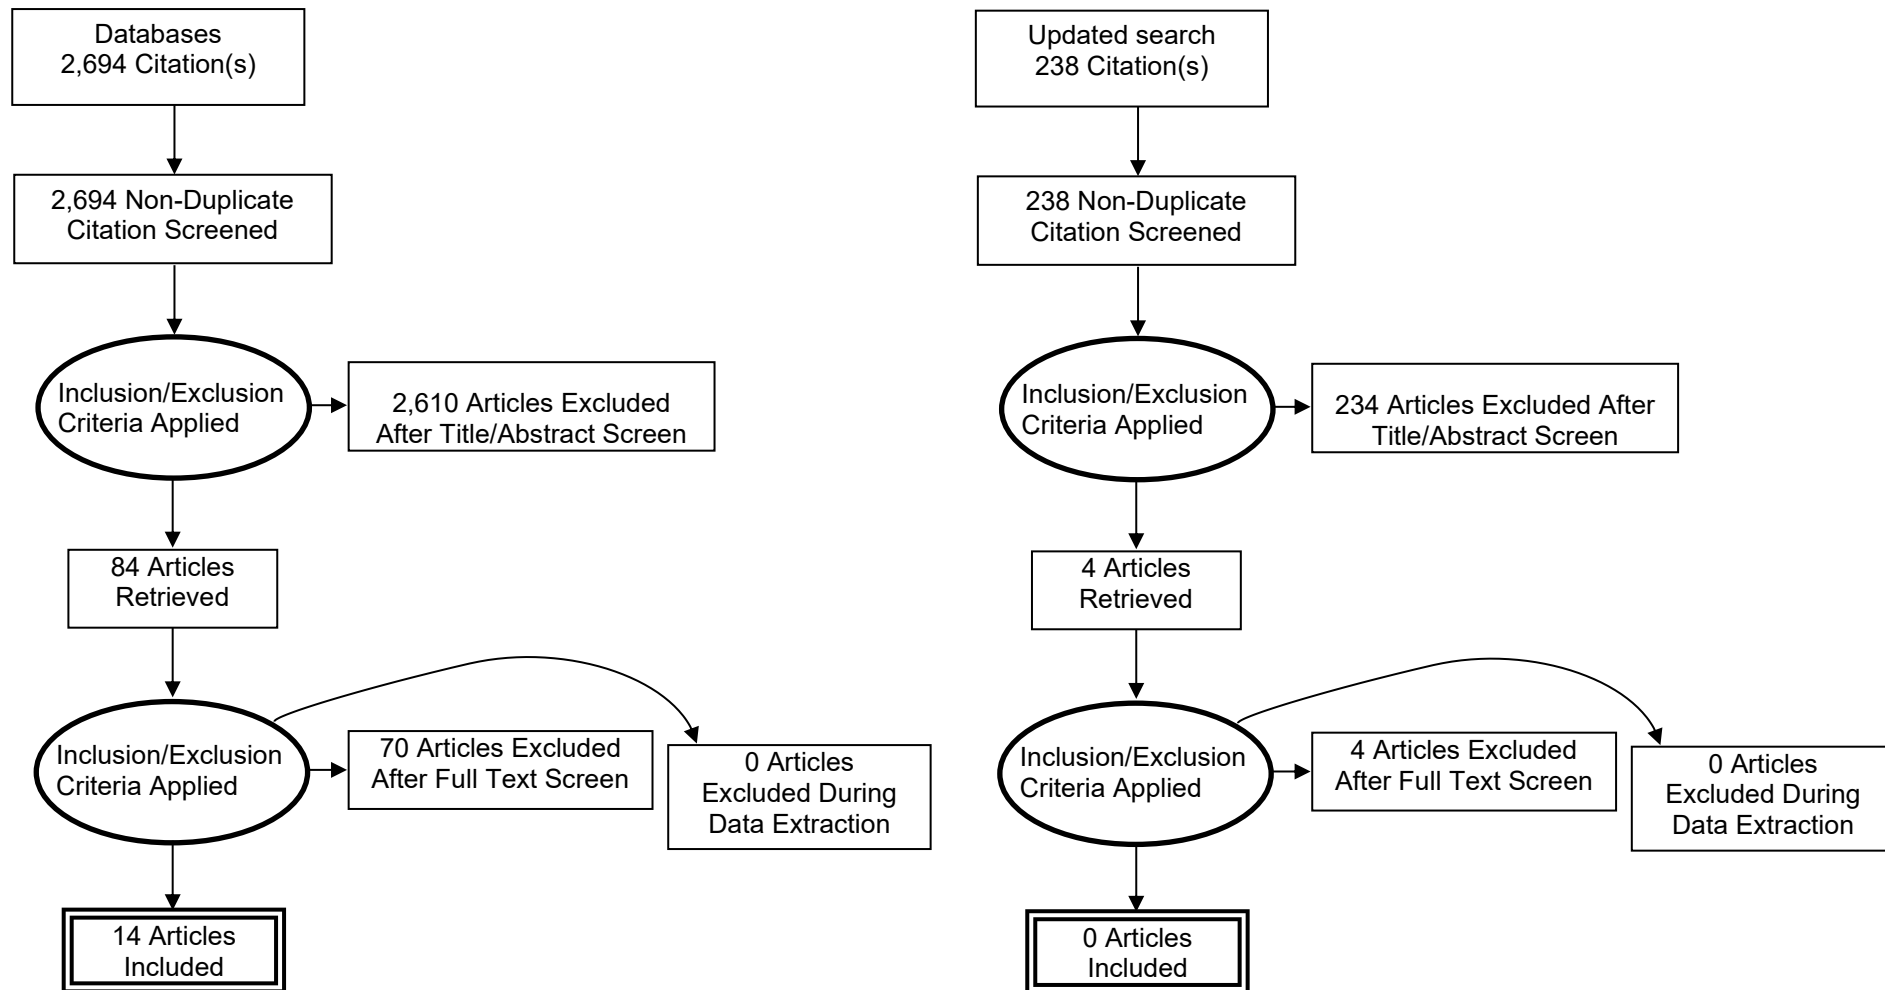 Databases
2,694 Citation(s)
2,694 Non-Duplicate
Citation Screened
Inclusion/Exclusion
Criteria Applied
2,610 Articles Excluded
After Title/Abstract Screen
84 Articles
Retrieved
Inclusion/Exclusion
Criteria Applied
70 Articles Excluded
After Full Text Screen
0 Articles
Excluded During
Data Extraction
14 Articles
Included
Updated search
238 Citation(s)
238 Non-Duplicate
Citation Screened
Inclusion/Exclusion
Criteria Applied
234 Articles Excluded After
Title/Abstract Screen
4 Articles
Retrieved
Inclusion/Exclusion
Criteria Applied
4 Articles Excluded
After Full Text Screen
0 Articles
Excluded During
Data Extraction
0 Articles
Included